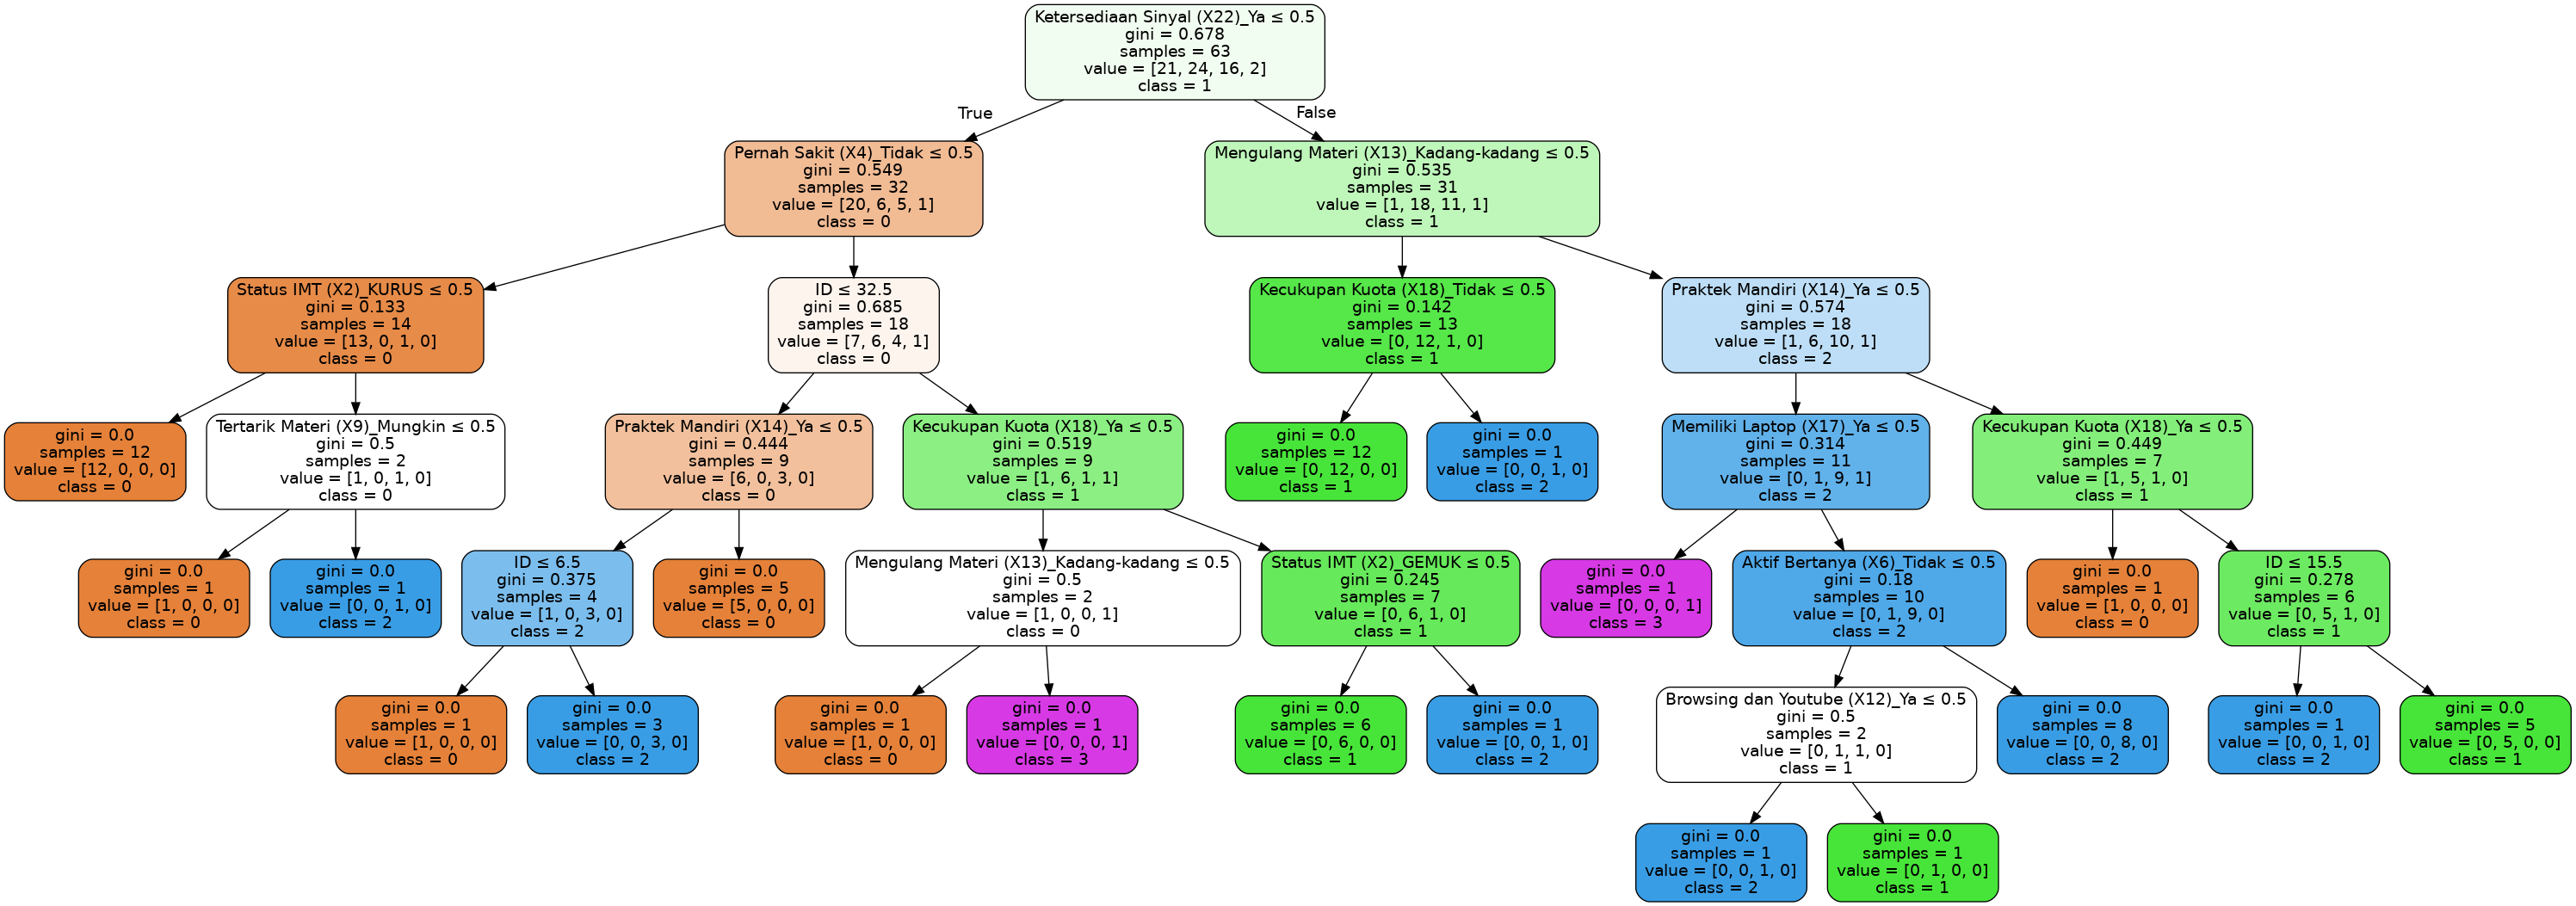 Ketersediaan Sinyal (X22)_Ya ≤ 0.5
gini = 0.678
samples = 63
value = [21, 24, 16, 2]
class = 1
True
False
Pernah Sakit (X4)_Tidak ≤ 0.5
gini = 0.549
samples = 32
value = [20, 6, 5, 1]
class = 0
Mengulang Materi (X13)_Kadang-kadang ≤ 0.5
gini = 0.535
samples = 31
value = [1, 18, 11, 1]
class = 1
Status IMT (X2)_KURUS ≤ 0.5
gini = 0.133
samples = 14
value = [13, 0, 1, 0]
class = 0
ID ≤ 32.5
gini = 0.685
samples = 18
value = [7, 6, 4, 1]
class = 0
Kecukupan Kuota (X18)_Tidak ≤ 0.5
gini = 0.142
samples = 13
value = [0, 12, 1, 0]
class = 1
Praktek Mandiri (X14)_Ya ≤ 0.5
gini = 0.574
samples = 18
value = [1, 6, 10, 1]
class = 2
gini = 0.0
samples = 12
value = [12, 0, 0, 0]
class = 0
Tertarik Materi (X9)_Mungkin ≤ 0.5
gini = 0.5
samples = 2
value = [1, 0, 1, 0]
class = 0
Praktek Mandiri (X14)_Ya ≤ 0.5
gini = 0.444
samples = 9
value = [6, 0, 3, 0]
class = 0
Kecukupan Kuota (X18)_Ya ≤ 0.5
gini = 0.519
samples = 9
value = [1, 6, 1, 1]
class = 1
gini = 0.0
samples = 12
value = [0, 12, 0, 0]
class = 1
gini = 0.0
samples = 1
value = [0, 0, 1, 0]
class = 2
Memiliki Laptop (X17)_Ya ≤ 0.5
gini = 0.314
samples = 11
value = [0, 1, 9, 1]
class = 2
Kecukupan Kuota (X18)_Ya ≤ 0.5
gini = 0.449
samples = 7
value = [1, 5, 1, 0]
class = 1
gini = 0.0
samples = 1
value = [1, 0, 0, 0]
class = 0
gini = 0.0
samples = 1
value = [0, 0, 1, 0]
class = 2
ID ≤ 6.5
gini = 0.375
samples = 4
value = [1, 0, 3, 0]
class = 2
gini = 0.0
samples = 5
value = [5, 0, 0, 0]
class = 0
Mengulang Materi (X13)_Kadang-kadang ≤ 0.5
gini = 0.5
samples = 2
value = [1, 0, 0, 1]
class = 0
Status IMT (X2)_GEMUK ≤ 0.5
gini = 0.245
samples = 7
value = [0, 6, 1, 0]
class = 1
gini = 0.0
samples = 1
value = [0, 0, 0, 1]
class = 3
Aktif Bertanya (X6)_Tidak ≤ 0.5
gini = 0.18
samples = 10
value = [0, 1, 9, 0]
class = 2
gini = 0.0
samples = 1
value = [1, 0, 0, 0]
class = 0
ID ≤ 15.5
gini = 0.278
samples = 6
value = [0, 5, 1, 0]
class = 1
gini = 0.0
samples = 1
value = [1, 0, 0, 0]
class = 0
gini = 0.0
samples = 3
value = [0, 0, 3, 0]
class = 2
gini = 0.0
samples = 1
value = [1, 0, 0, 0]
class = 0
gini = 0.0
samples = 1
value = [0, 0, 0, 1]
class = 3
gini = 0.0
samples = 6
value = [0, 6, 0, 0]
class = 1
gini = 0.0
samples = 1
value = [0, 0, 1, 0]
class = 2
Browsing dan Youtube (X12)_Ya ≤ 0.5
gini = 0.5
samples = 2
value = [0, 1, 1, 0]
class = 1
gini = 0.0
samples = 8
value = [0, 0, 8, 0]
class = 2
gini = 0.0
samples = 1
value = [0, 0, 1, 0]
class = 2
gini = 0.0
samples = 5
value = [0, 5, 0, 0]
class = 1
gini = 0.0
samples = 1
value = [0, 0, 1, 0]
class = 2
gini = 0.0
samples = 1
value = [0, 1, 0, 0]
class = 1